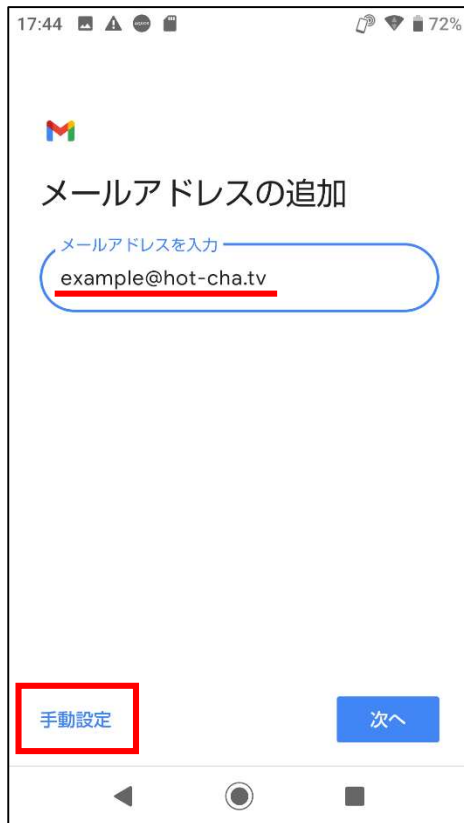 17:44 72%
メールアドレスの追加
メールアドレスを入力
example@hot-cha.tv
手動設定 次へ